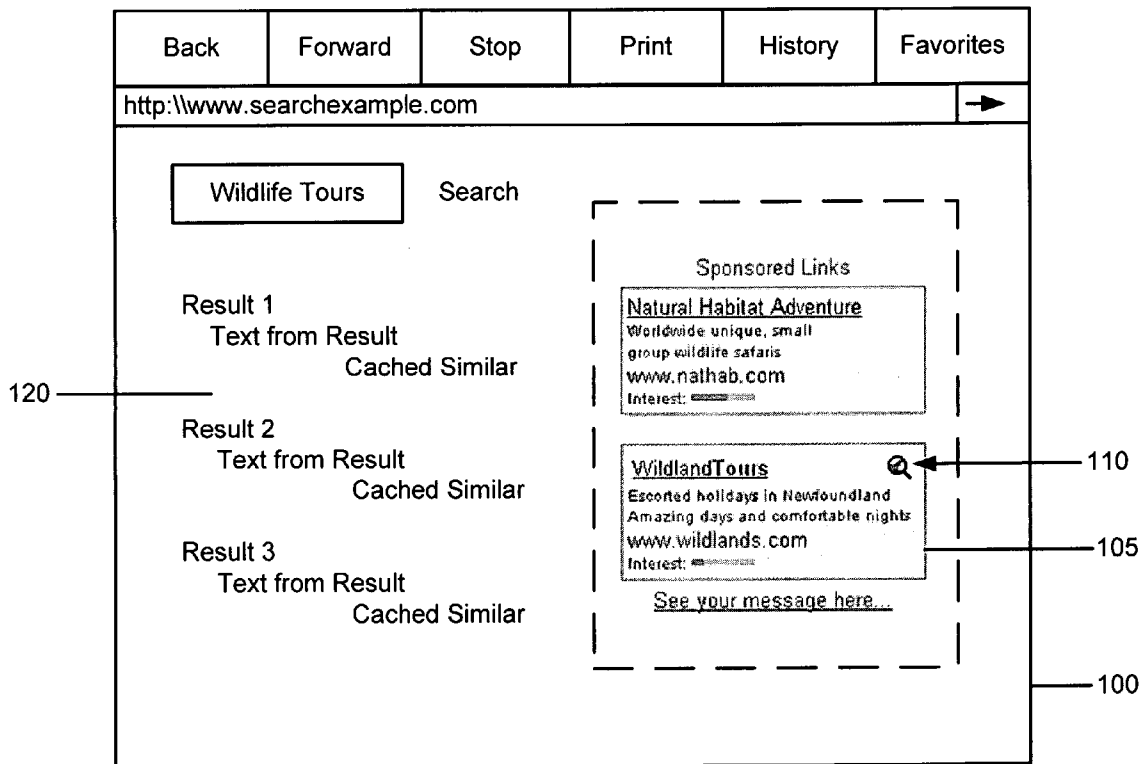 Back Forward Stop Print History Favorites
http:\\www.searchexample.com
Wildlife Tours Search
Result 1
Text from Result
Cached Similar
Result 2
Text from Result
Cached Similar
Result 3
Text from Result
Cached Similar
Sponsored Links
Natural Habitat Adventure
Worldwide unique, small
group wildlife safaris
www.nathab.com
Interest:
WildlandTours
Escorted holidays in Newfoundland
Amazing days and comfortable nights
www.wildlands.com
Interest:
See your message here...
120
110
105
100